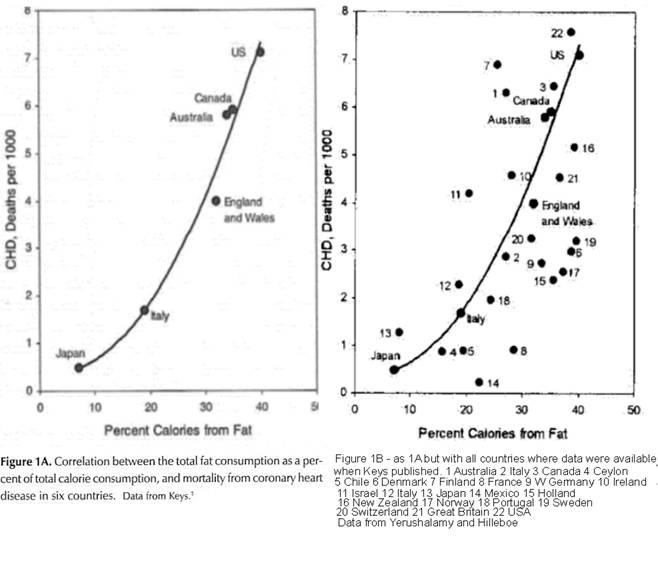 8
7
6
5
4
3
2
1
0
CHD, Deaths per 1000
US
Canada
Australia
England
and Wales
Italy
Japan
0 10 20 30 40 50
Percent Calories from Fat
Figure 1A. Correlation between the total fat consumption as a per-
cent of total calorie consumption, and mortality from coronary heart
disease in six countries. Data from Keys.¹
8
7
6
5
4
3
2
1
0
CHD, Deaths per 1000
22
US
7
3
1
Canada
Australia
16
10
21
11
England
and Wales
20
19
2
6
9
17
15
12
18
Italy
13
Japan
4
5
8
14
0 10 20 30 40 50
Percent Calories from Fat
Figure 1B - as 1A but with all countries where data were available
when Keys published. 1 Australia 2 Italy 3 Canada 4 Ceylon
5 Chile 6 Denmark 7 Finland 8 France 9 W Germany 10 Ireland
11 Israel 12 Italy 13 Japan 14 Mexico 15 Holland
16 New Zealand 17 Norway 18 Portugal 19 Sweden
20 Switzerland 21 Great Britain 22 USA
Data from Yerushalamy and Hilleboe